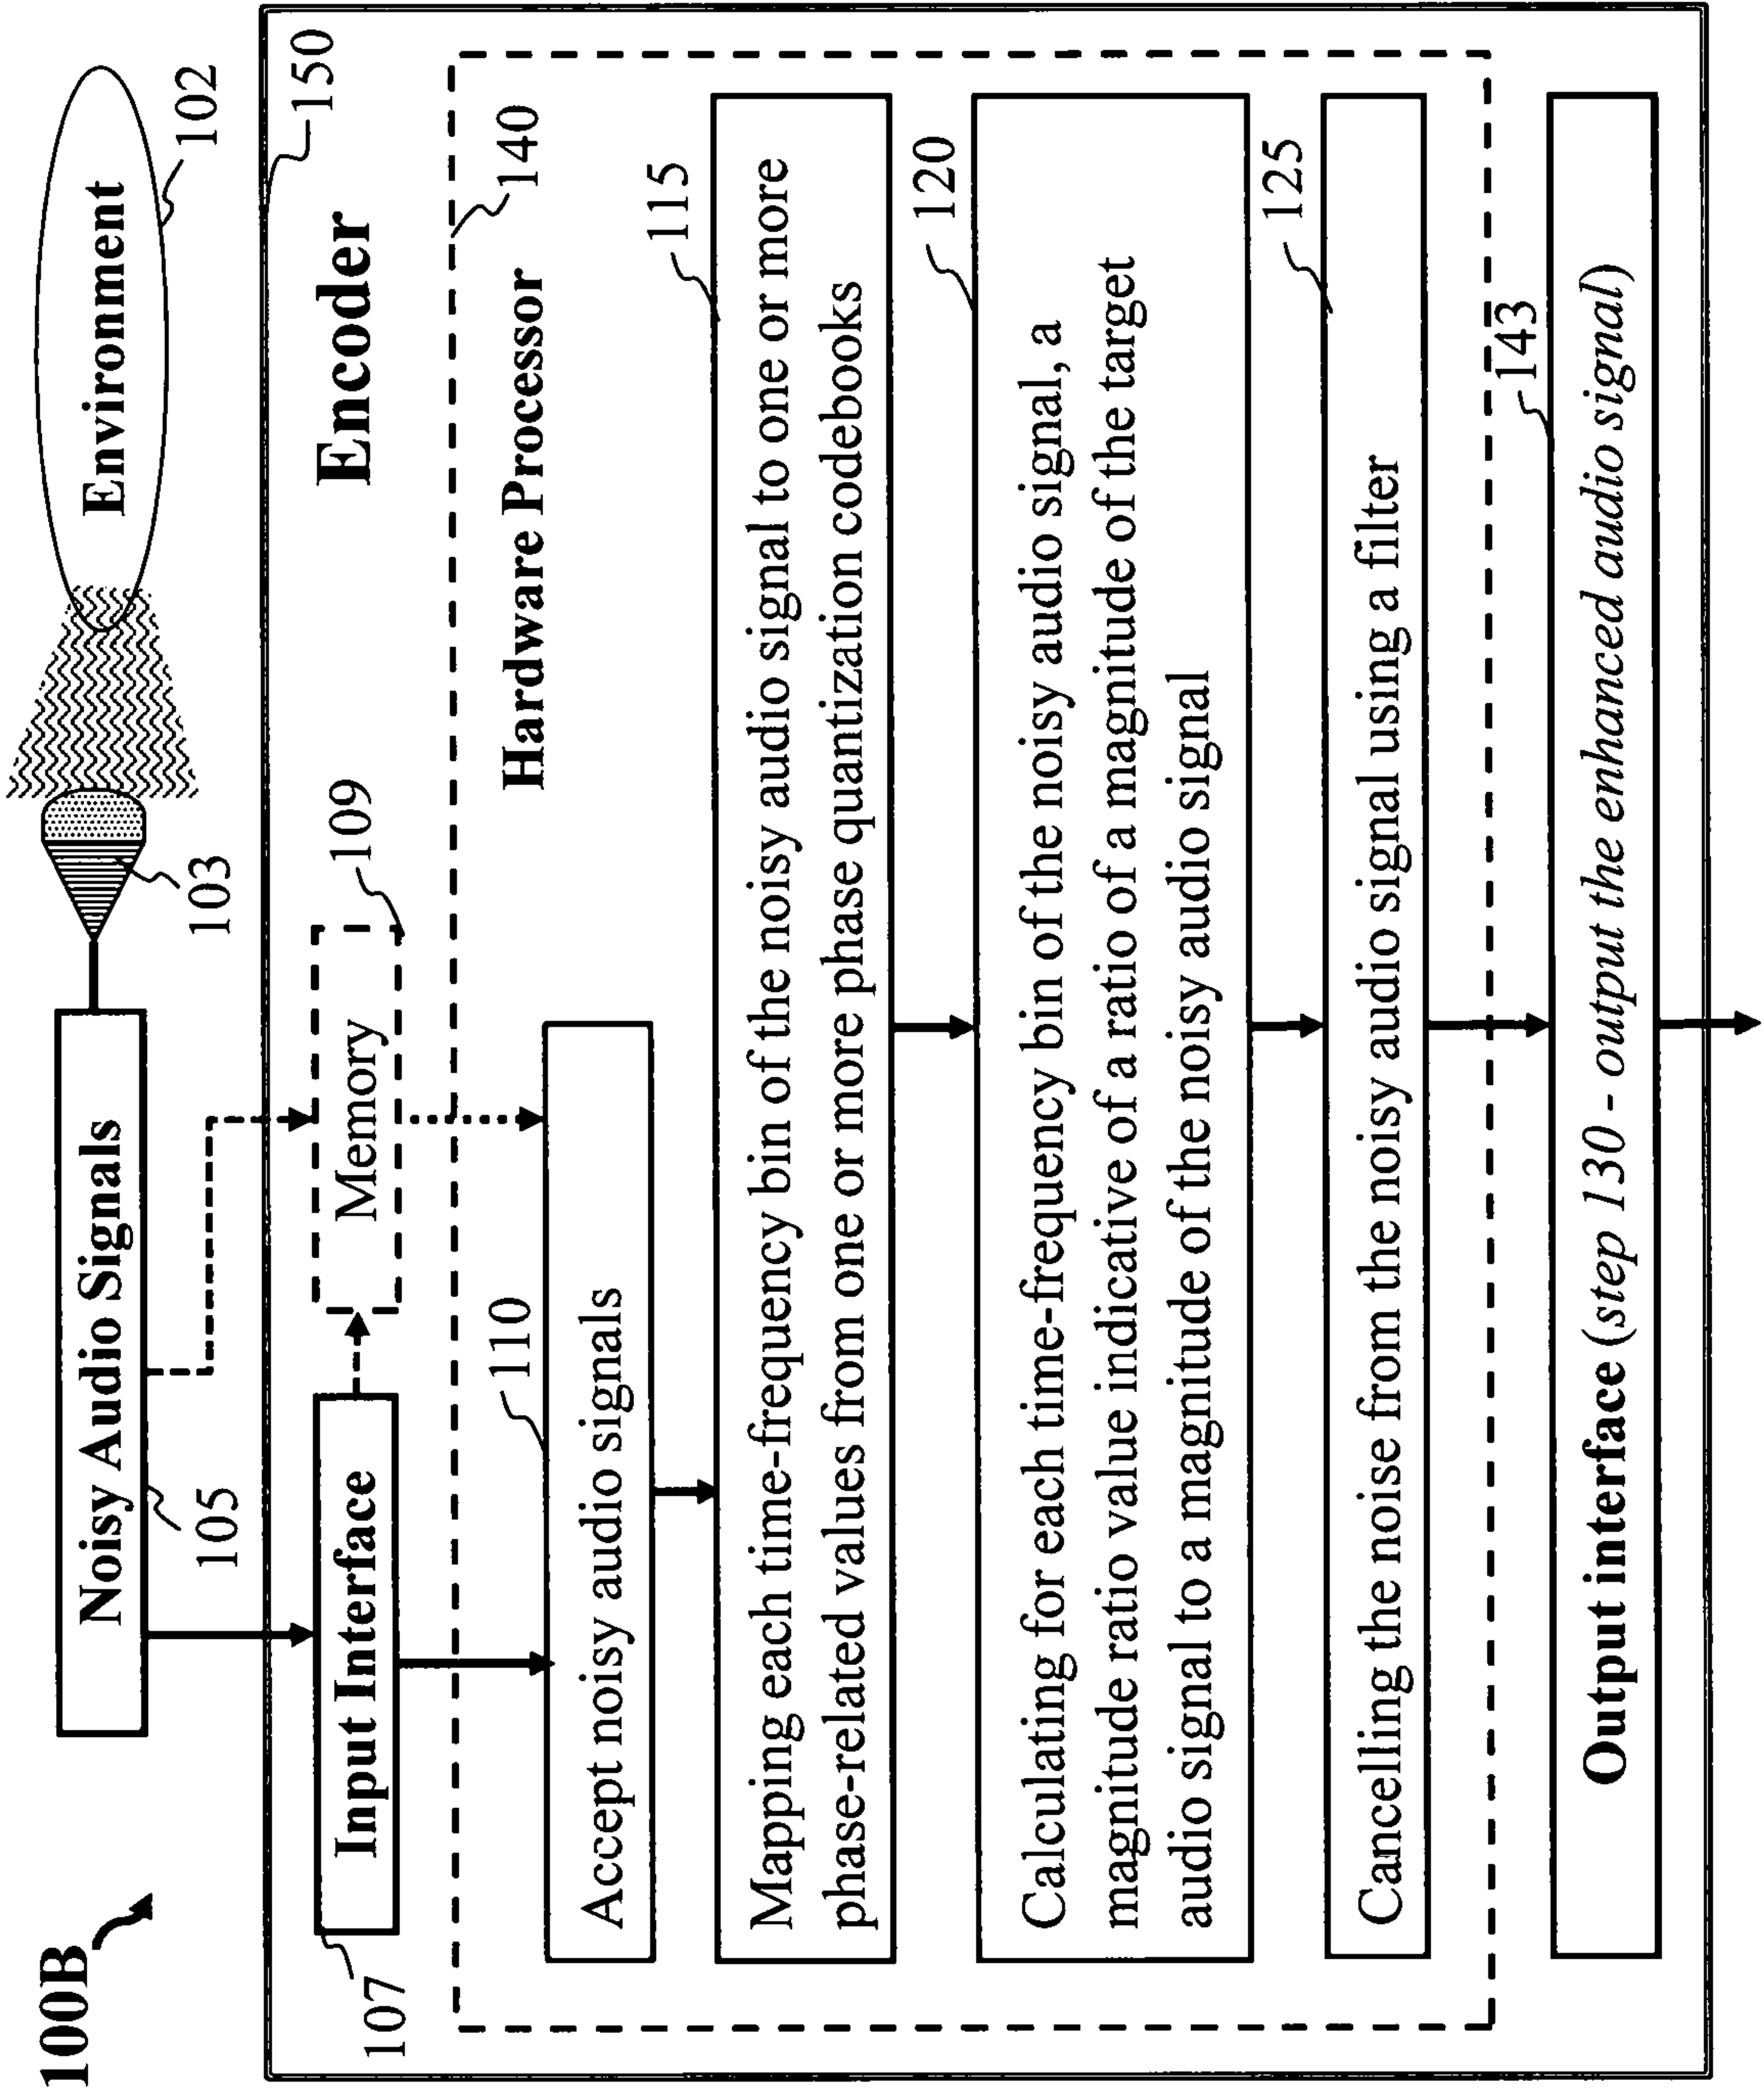 100B
Noisy Audio Signals
105
103
Environment
102
150
Encoder
Input Interface
107
Memory
109
140
Hardware Processor
110
Accept noisy audio signals
115
Mapping each time-frequency bin of the noisy audio signal to one or more
phase-related values from one or more phase quantization codebooks
120
Calculating for each time-frequency bin of the noisy audio signal, a
magnitude ratio value indicative of a ratio of a magnitude of the target
audio signal to a magnitude of the noisy audio signal
125
Cancelling the noise from the noisy audio signal using a filter
143
Output interface (step 130 - output the enhanced audio signal)